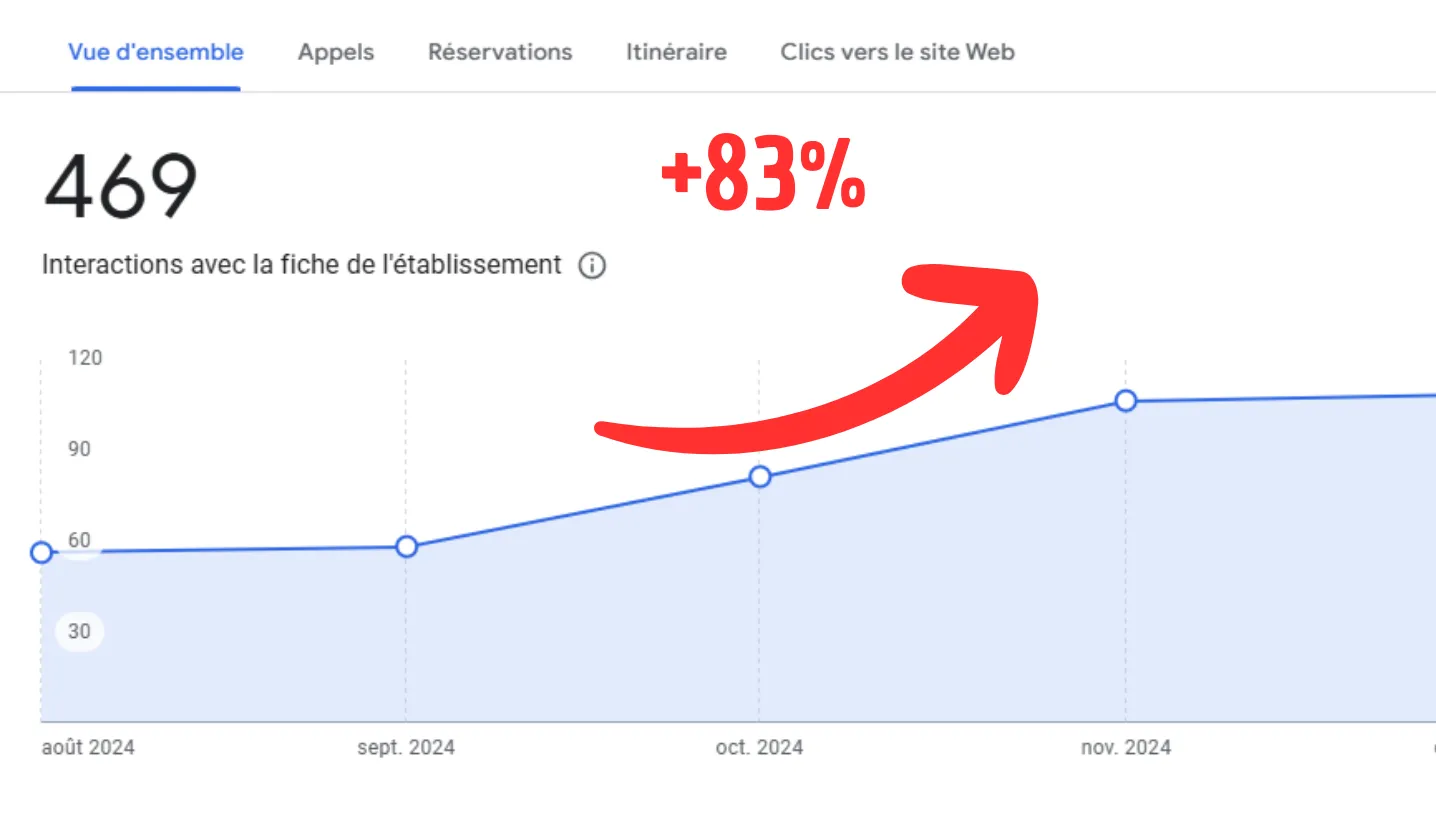 Vue d'ensemble Appels Réservations Itinéraire Clics vers le site Web
469
+83%
Interactions avec la fiche de l'établissement
120
90
60
30
août 2024 sept. 2024 oct. 2024 nov. 2024